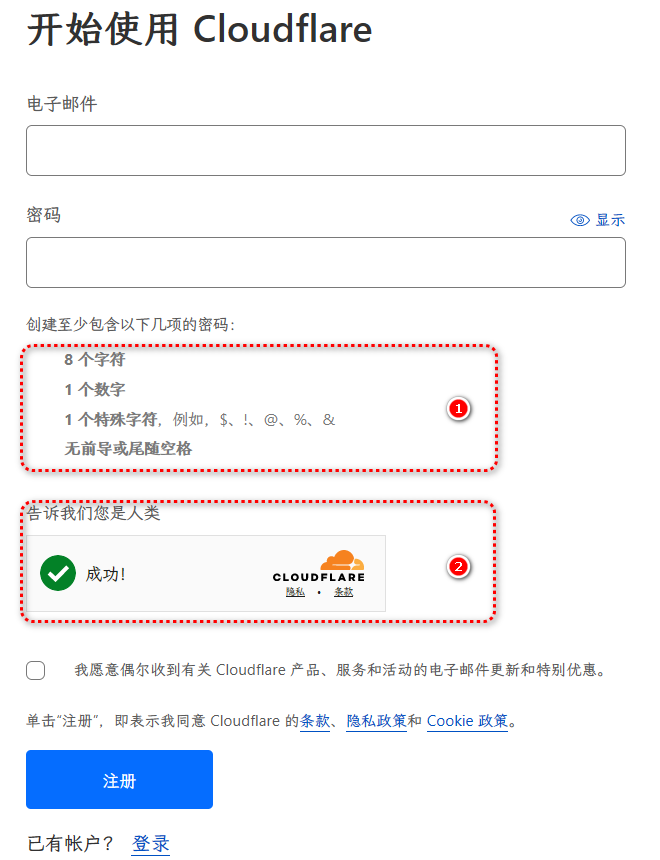 开始使用 Cloudflare
电子邮件
密码
显示
创建至少包含以下几项的密码：
8 个字符
1 个数字
1 个特殊字符，例如，$、!、@、%、&
1
无前导或尾随空格
告诉我们您是人类
成功！
CLOUDFLARE
隐私 • 条款
2
我愿意偶尔收到有关 Cloudflare 产品、服务和活动的电子邮件更新和特别优惠。
单击“注册”，即表示我同意 Cloudflare 的条款、隐私政策和 Cookie 政策。
注册
已有帐户？ 登录